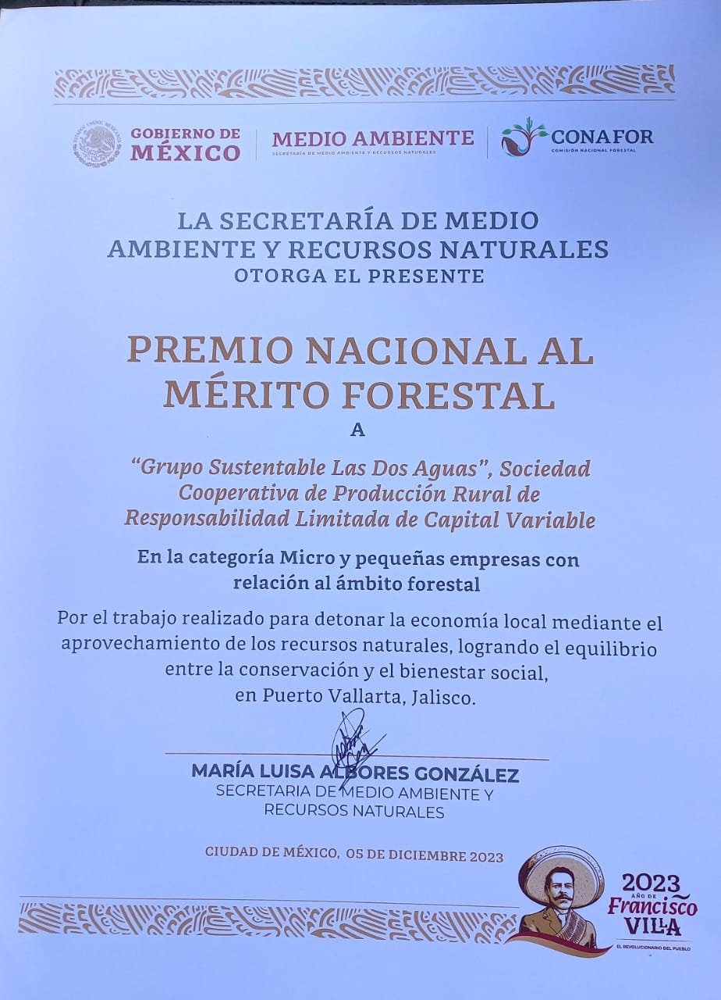 ESTADOS UNIDOS MEXICANOS
GOBIERNO DE
MÉXICO
MEDIO AMBIENTE
SECRETARÍA DE MEDIO AMBIENTE Y RECURSOS NATURALES
CONAFOR
COMISIÓN NACIONAL FORESTAL
LA SECRETARÍA DE MEDIO
AMBIENTE Y RECURSOS NATURALES
OTORGA EL PRESENTE
PREMIO NACIONAL AL
MÉRITO FORESTAL
A
“Grupo Sustentable Las Dos Aguas”, Sociedad
Cooperativa de Producción Rural de
Responsabilidad Limitada de Capital Variable
En la categoría Micro y pequeñas empresas con
relación al ámbito forestal
Por el trabajo realizado para detonar la economía local mediante el
aprovechamiento de los recursos naturales, logrando el equilibrio
entre la conservación y el bienestar social,
en Puerto Vallarta, Jalisco.
MARÍA LUISA ALBORES GONZÁLEZ
SECRETARIA DE MEDIO AMBIENTE Y
RECURSOS NATURALES
CIUDAD DE MÉXICO, 05 DE DICIEMBRE 2023
2023
AÑO DE
Francisco
VILLA
EL REVOLUCIONARIO DEL PUEBLO